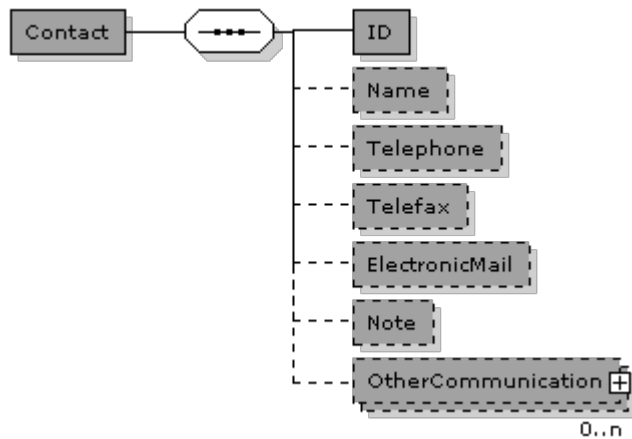 Contact
ID
Name
Telephone
Telefax
ElectronicMail
Note
OtherCommunication
0..n